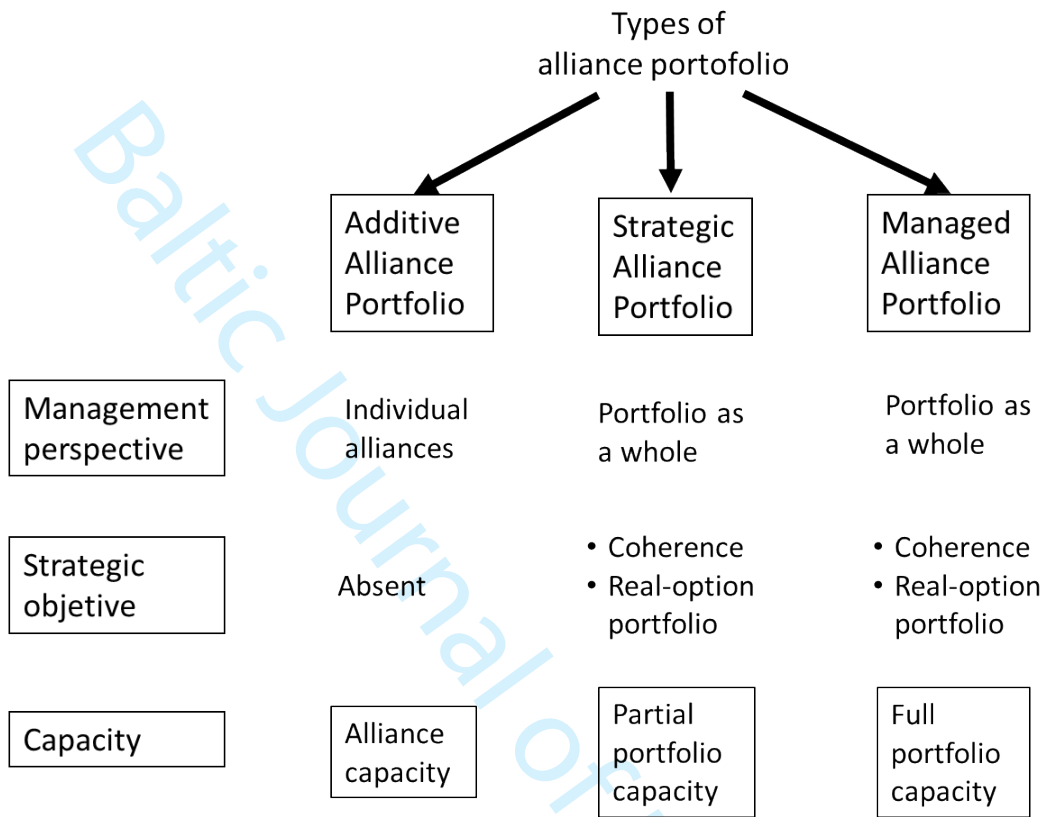 Types of
alliance portofolio
Additive
Alliance
Portfolio
Strategic
Alliance
Portfolio
Managed
Alliance
Portfolio
Management
perspective
Individual
alliances
Portfolio as
a whole
Portfolio as
a whole
Strategic
objetive
Absent
• Coherence
• Real-option
portfolio
• Coherence
• Real-option
portfolio
Capacity
Alliance
capacity
Partial
portfolio
capacity
Full
portfolio
capacity
Baltic Journal of